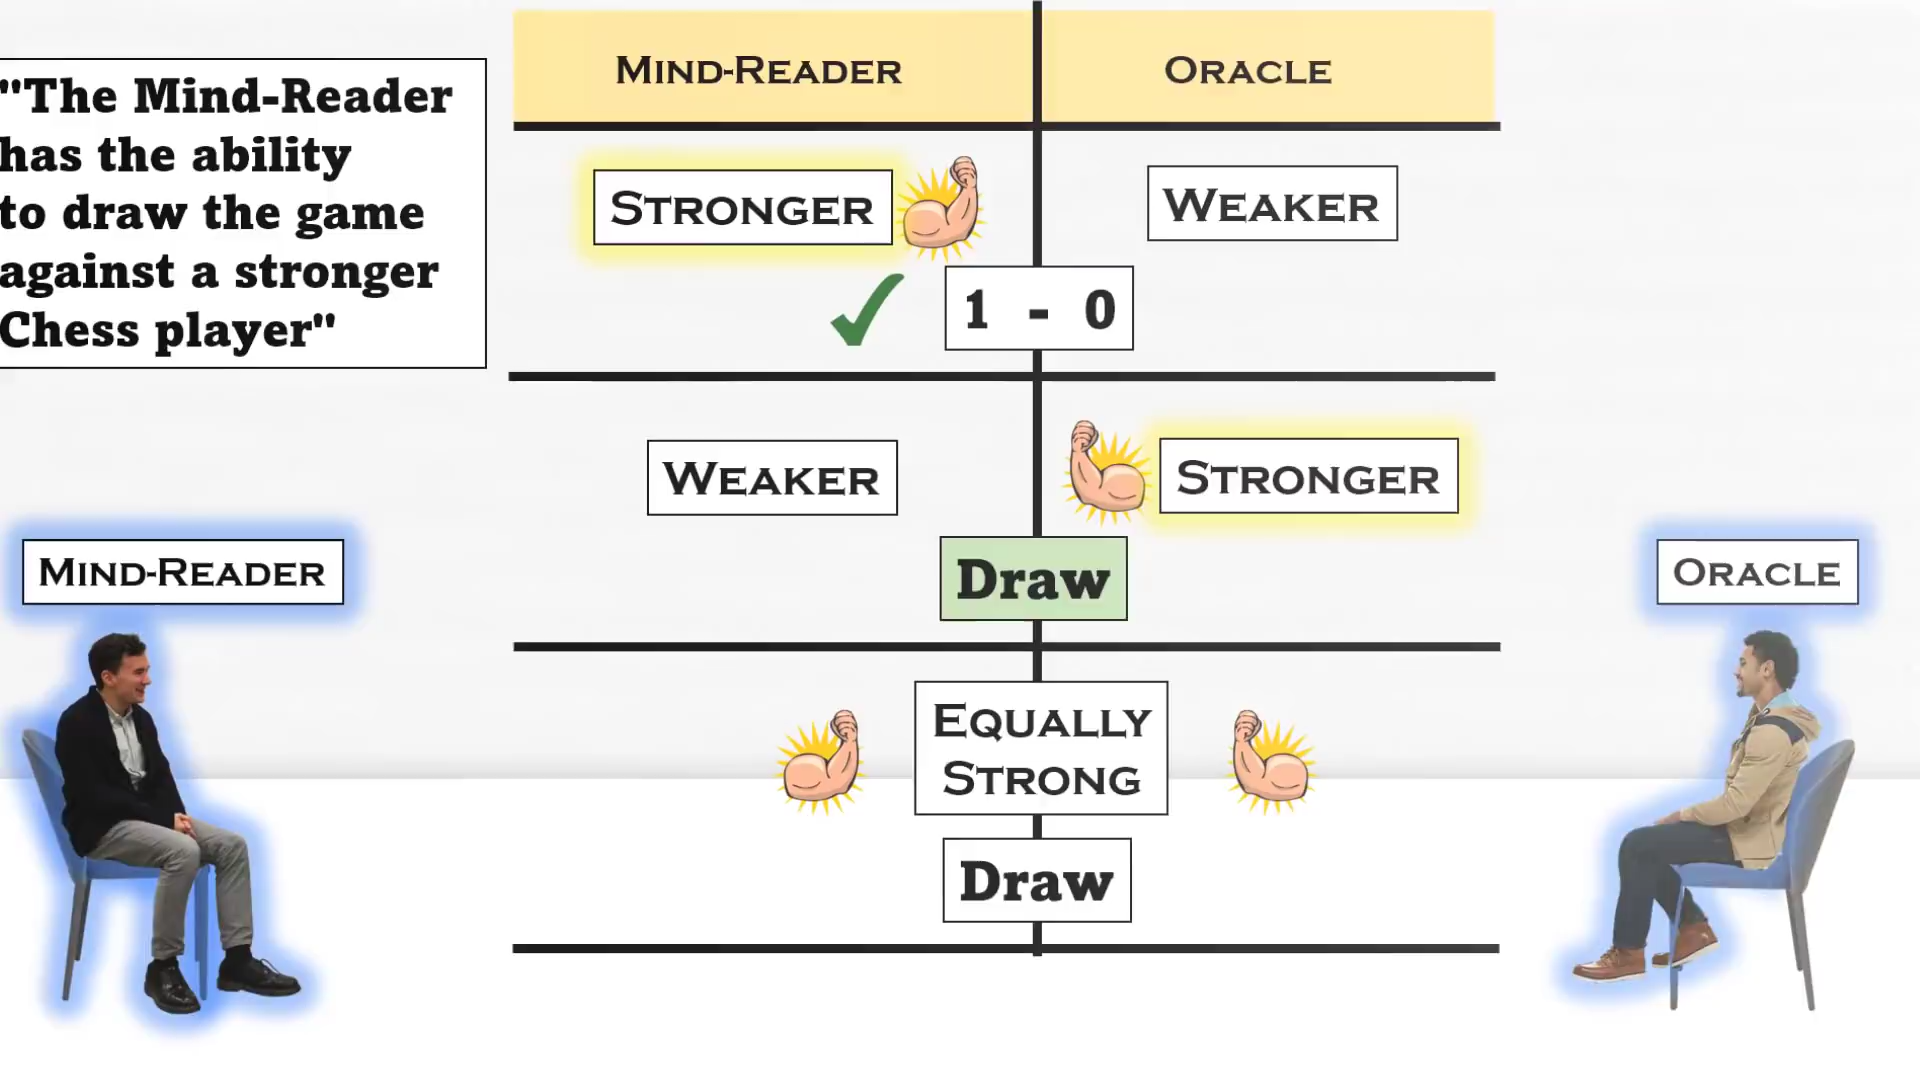 "The Mind-Reader
has the ability
to draw the game
against a stronger
Chess player"
Mind-Reader
Oracle
Stronger
Weaker
1 - 0
Weaker
Stronger
Draw
Mind-Reader
Oracle
Equally
Strong
Draw